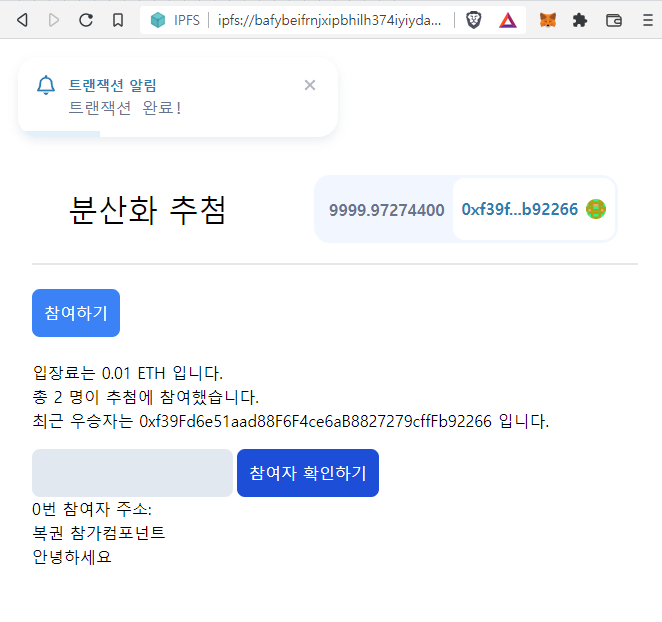 IPFS ipfs://bafybeifrnjxipbhilh374iyiyda...
트랜잭션 알림
트랜잭션 완료!
분산화 추첨
9999.97274400 0xf39f...b92266
참여하기
입장료는 0.01 ETH 입니다.
총 2 명이 추첨에 참여했습니다.
최근 우승자는 0xf39Fd6e51aad88F6F4ce6aB8827279cffFb92266 입니다.
참여자 확인하기
0번 참여자 주소:
복권 참가컴포넌트
안녕하세요